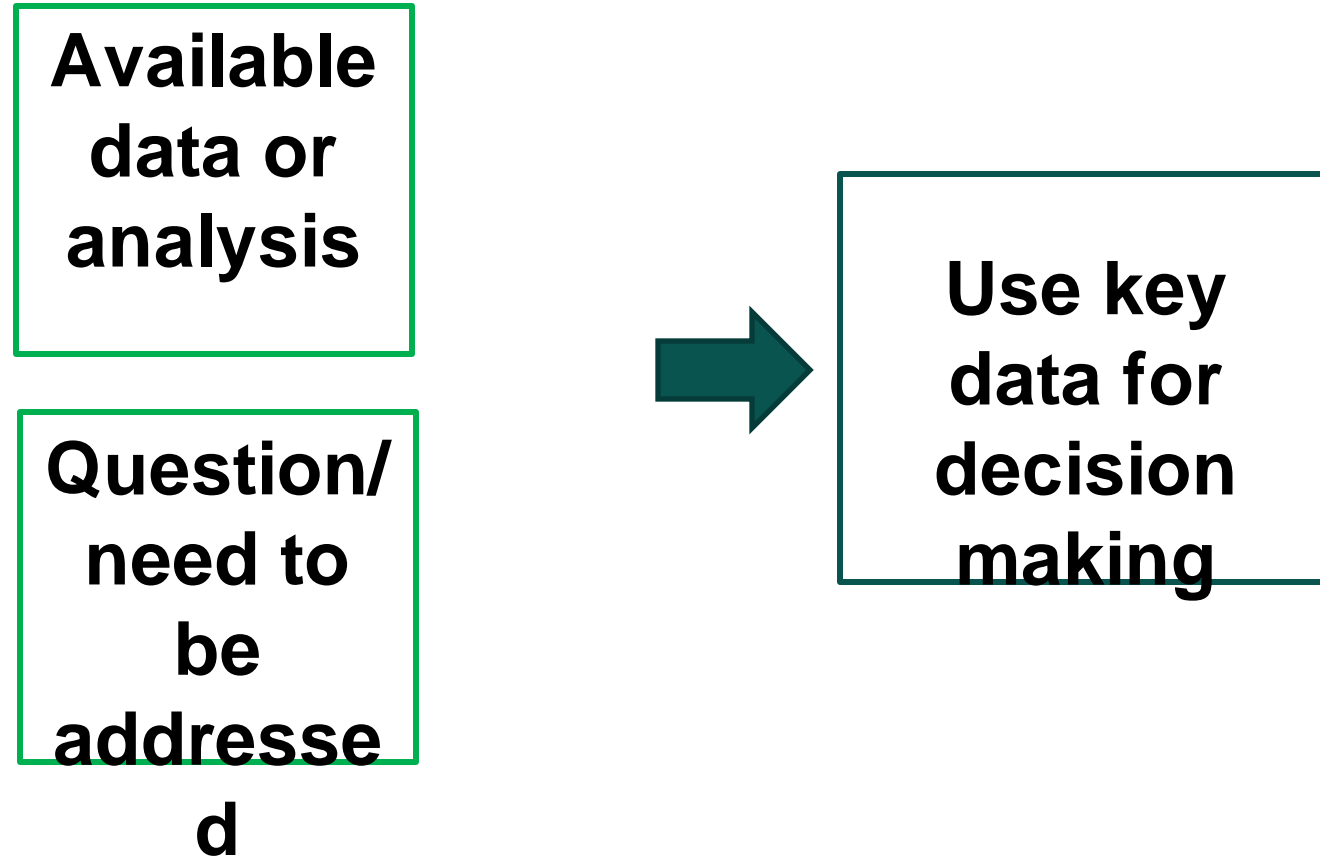 Available
data or
analysis
Question/
need to
be
addresse
d
Use key
data for
decision
making